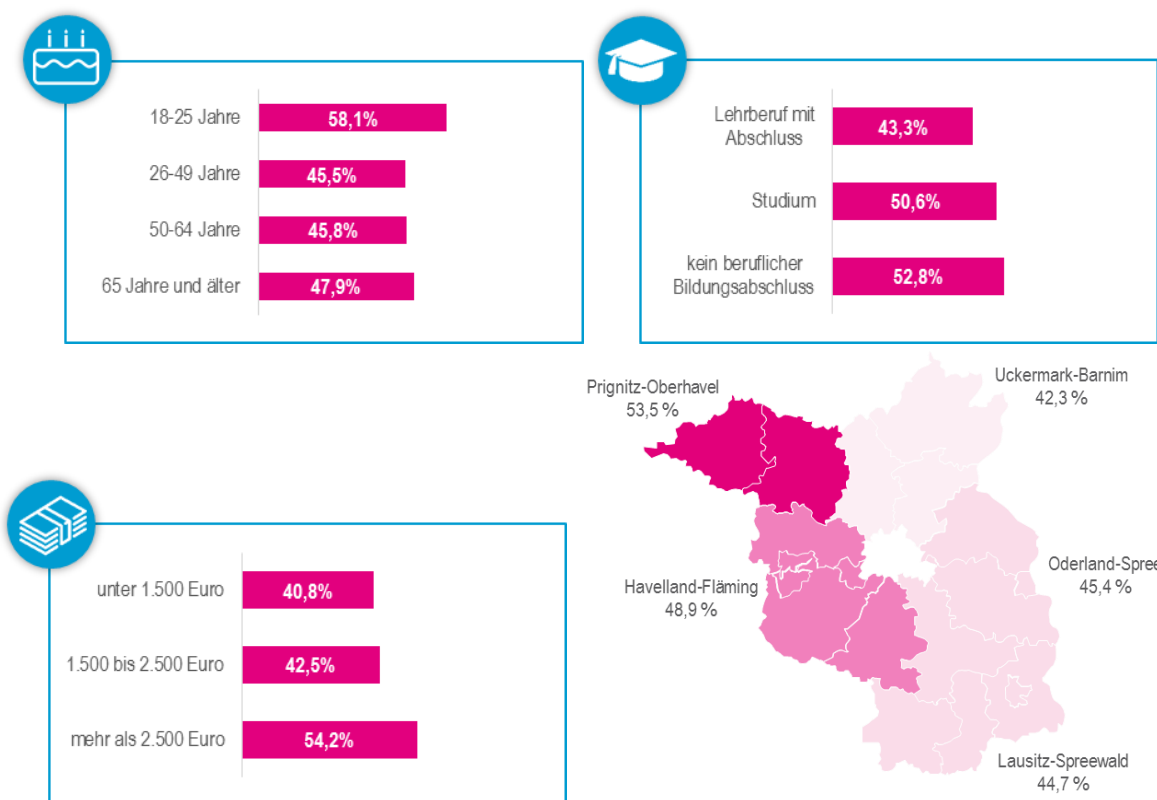 18-25 Jahre
58,1%
26-49 Jahre
45,5%
50-64 Jahre
45,8%
65 Jahre und älter
47,9%
Lehrberuf mit
Abschluss
43,3%
Studium
50,6%
kein beruflicher
Bildungsabschluss
52,8%
Prignitz-Oberhavel
53,5 %
Uckermark-Barnim
42,3 %
Havelland-Fläming
48,9 %
Oderland-Spree
45,4 %
Lausitz-Spreewald
44,7 %
unter 1.500 Euro
40,8%
1.500 bis 2.500 Euro
42,5%
mehr als 2.500 Euro
54,2%